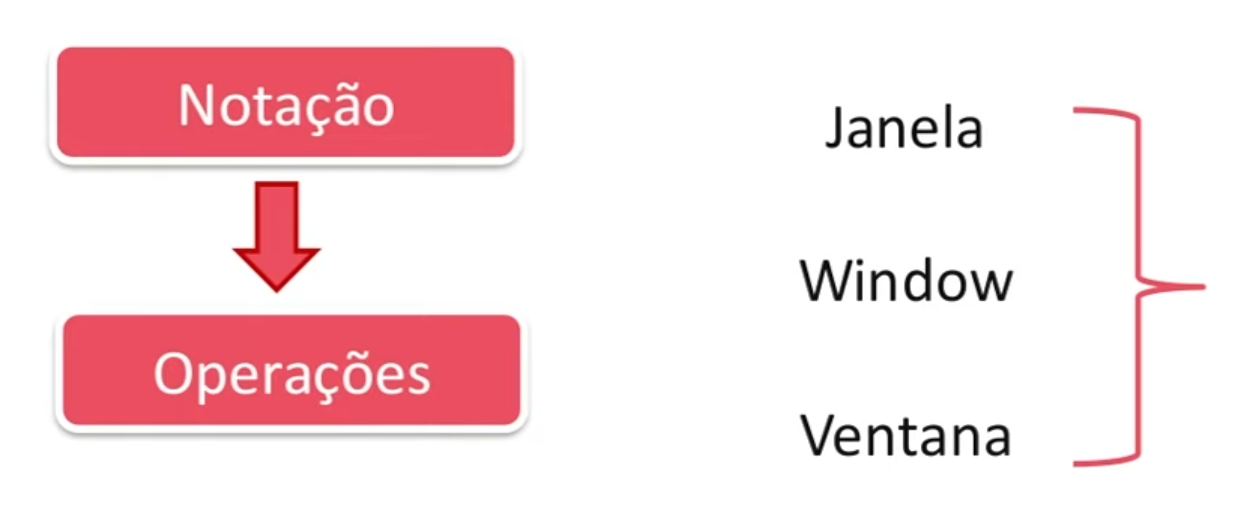 Notação
Operações
Janela
Window
Ventana